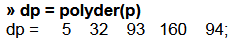 » dp = polyder(p)
dp = 5 32 93 160 94;